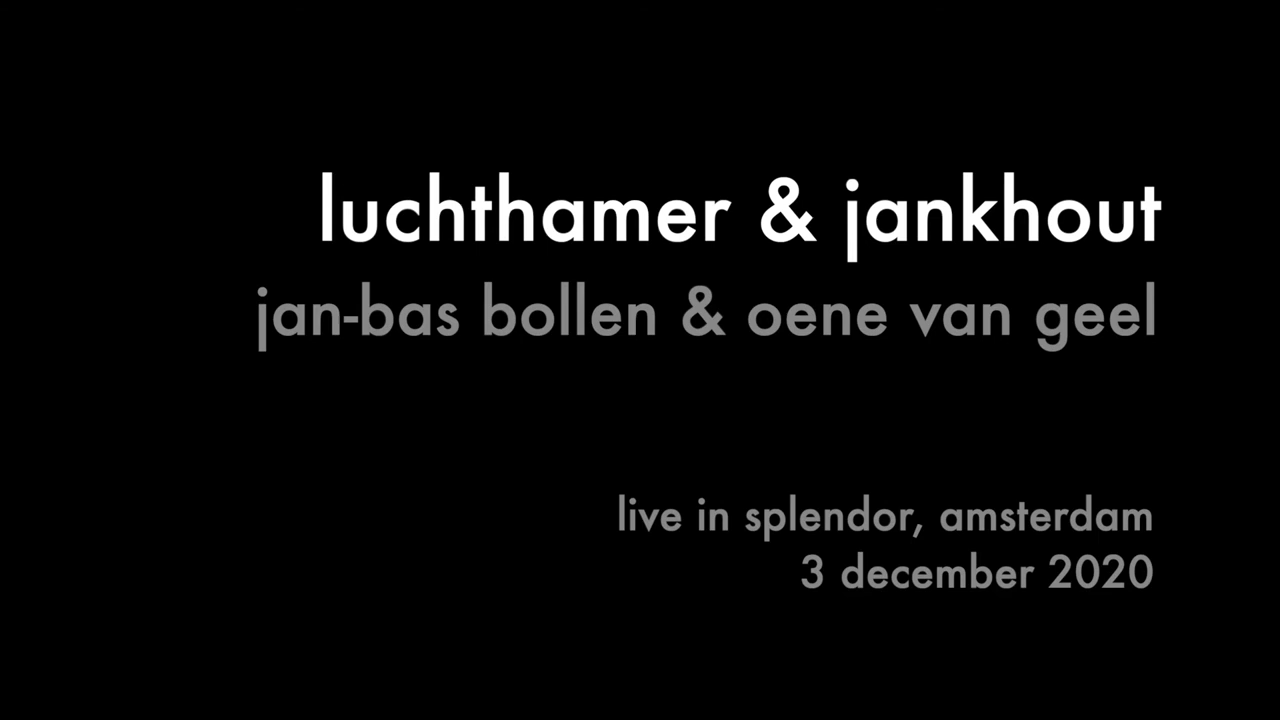 luchthamer & jankhout
jan-bas bollen & oene van geel
live in splendor, amsterdam
3 december 2020